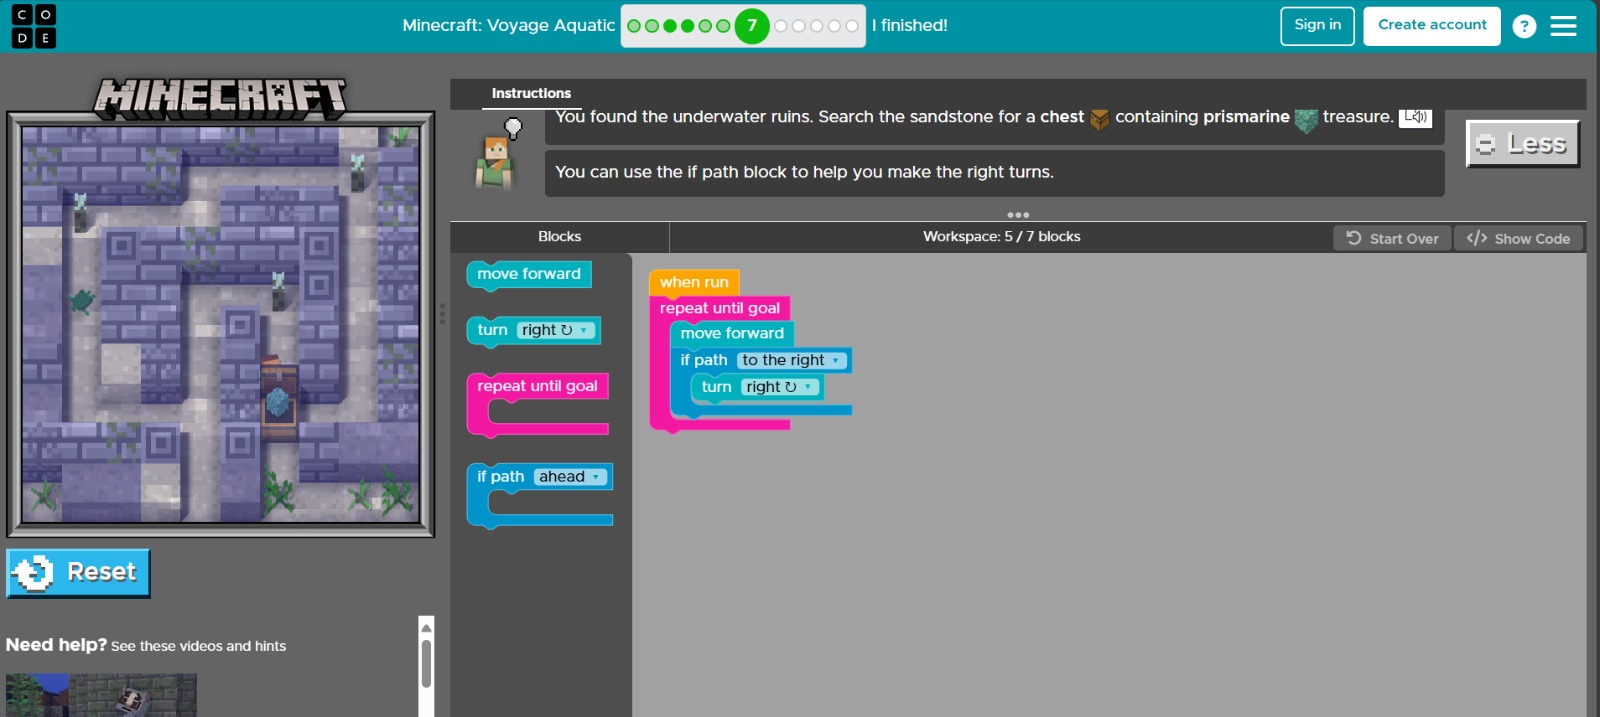 C O
D E
Minecraft: Voyage Aquatic
7
I finished!
Sign in
Create account
?
MINECRAFT
Instructions
You found the underwater ruins. Search the sandstone for a chest containing prismarine treasure.
Less
You can use the if path block to help you make the right turns.
Blocks
Workspace: 5 / 7 blocks
Start Over
</> Show Code
move forward
turn right ↻
repeat until goal
if path ahead
when run
repeat until goal
move forward
if path to the right
turn right ↻
Reset
Need help? See these videos and hints